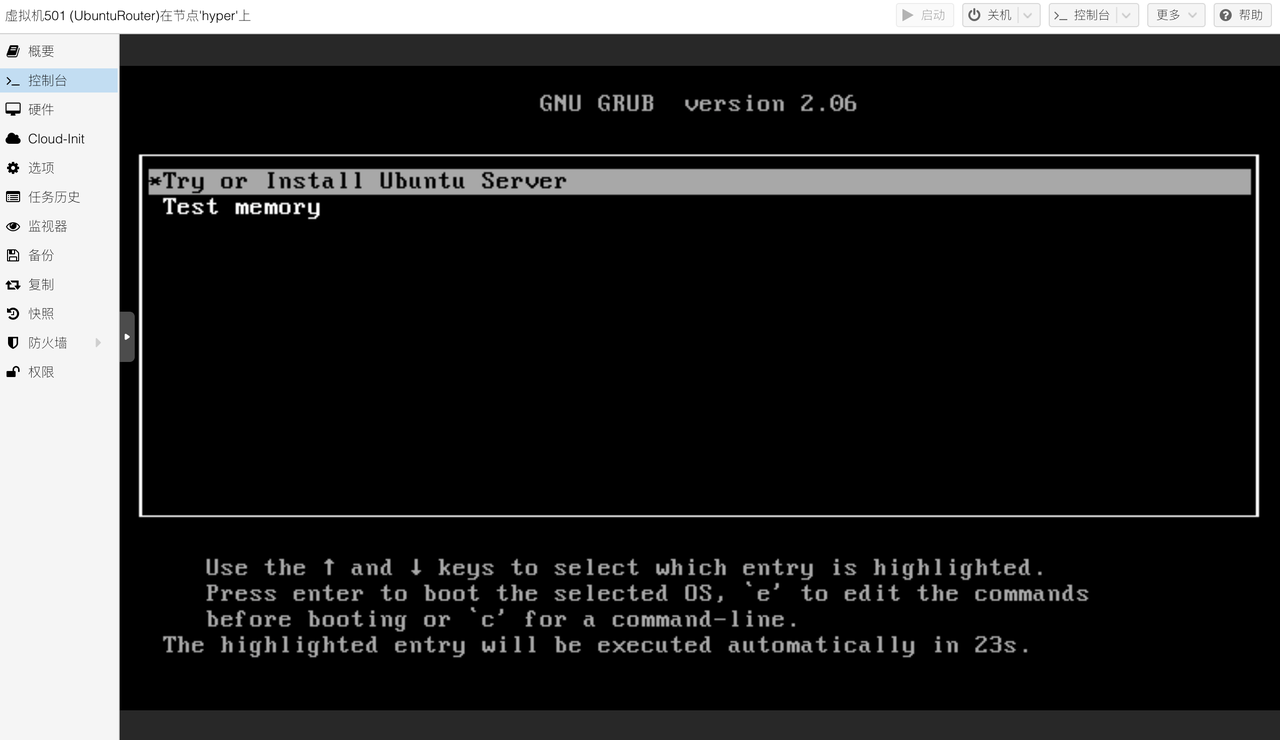 虚拟机501 (UbuntuRouter)在节点'hyper'上
启动
关机
控制台
更多
帮助
概要
控制台
硬件
Cloud-Init
选项
任务历史
监视器
备份
复制
快照
防火墙
权限
GNU GRUB  version 2.06
*Try or Install Ubuntu Server
Test memory
Use the ↑ and ↓ keys to select which entry is highlighted.
Press enter to boot the selected OS, `e' to edit the commands
before booting or `c' for a command-line.
The highlighted entry will be executed automatically in 23s.